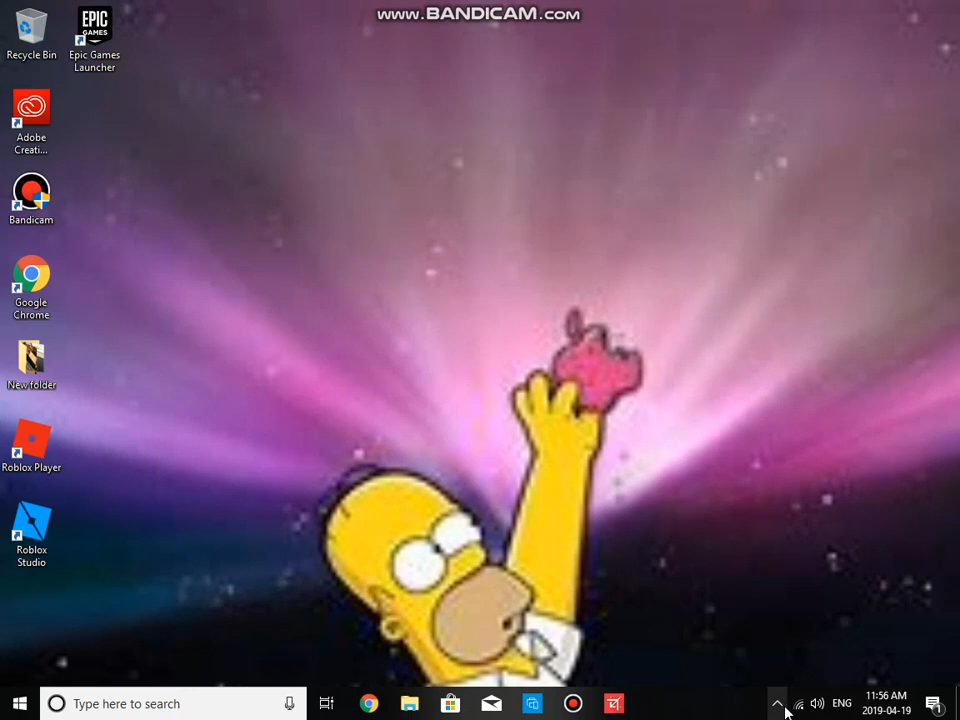 www.BANDICAM.com
Recycle Bin
EPIC GAMES
Epic Games Launcher
Adobe Creati...
Bandicam
Google Chrome
New folder
Roblox Player
Roblox Studio
Type here to search
ENG
11:56 AM
2019-04-19
1